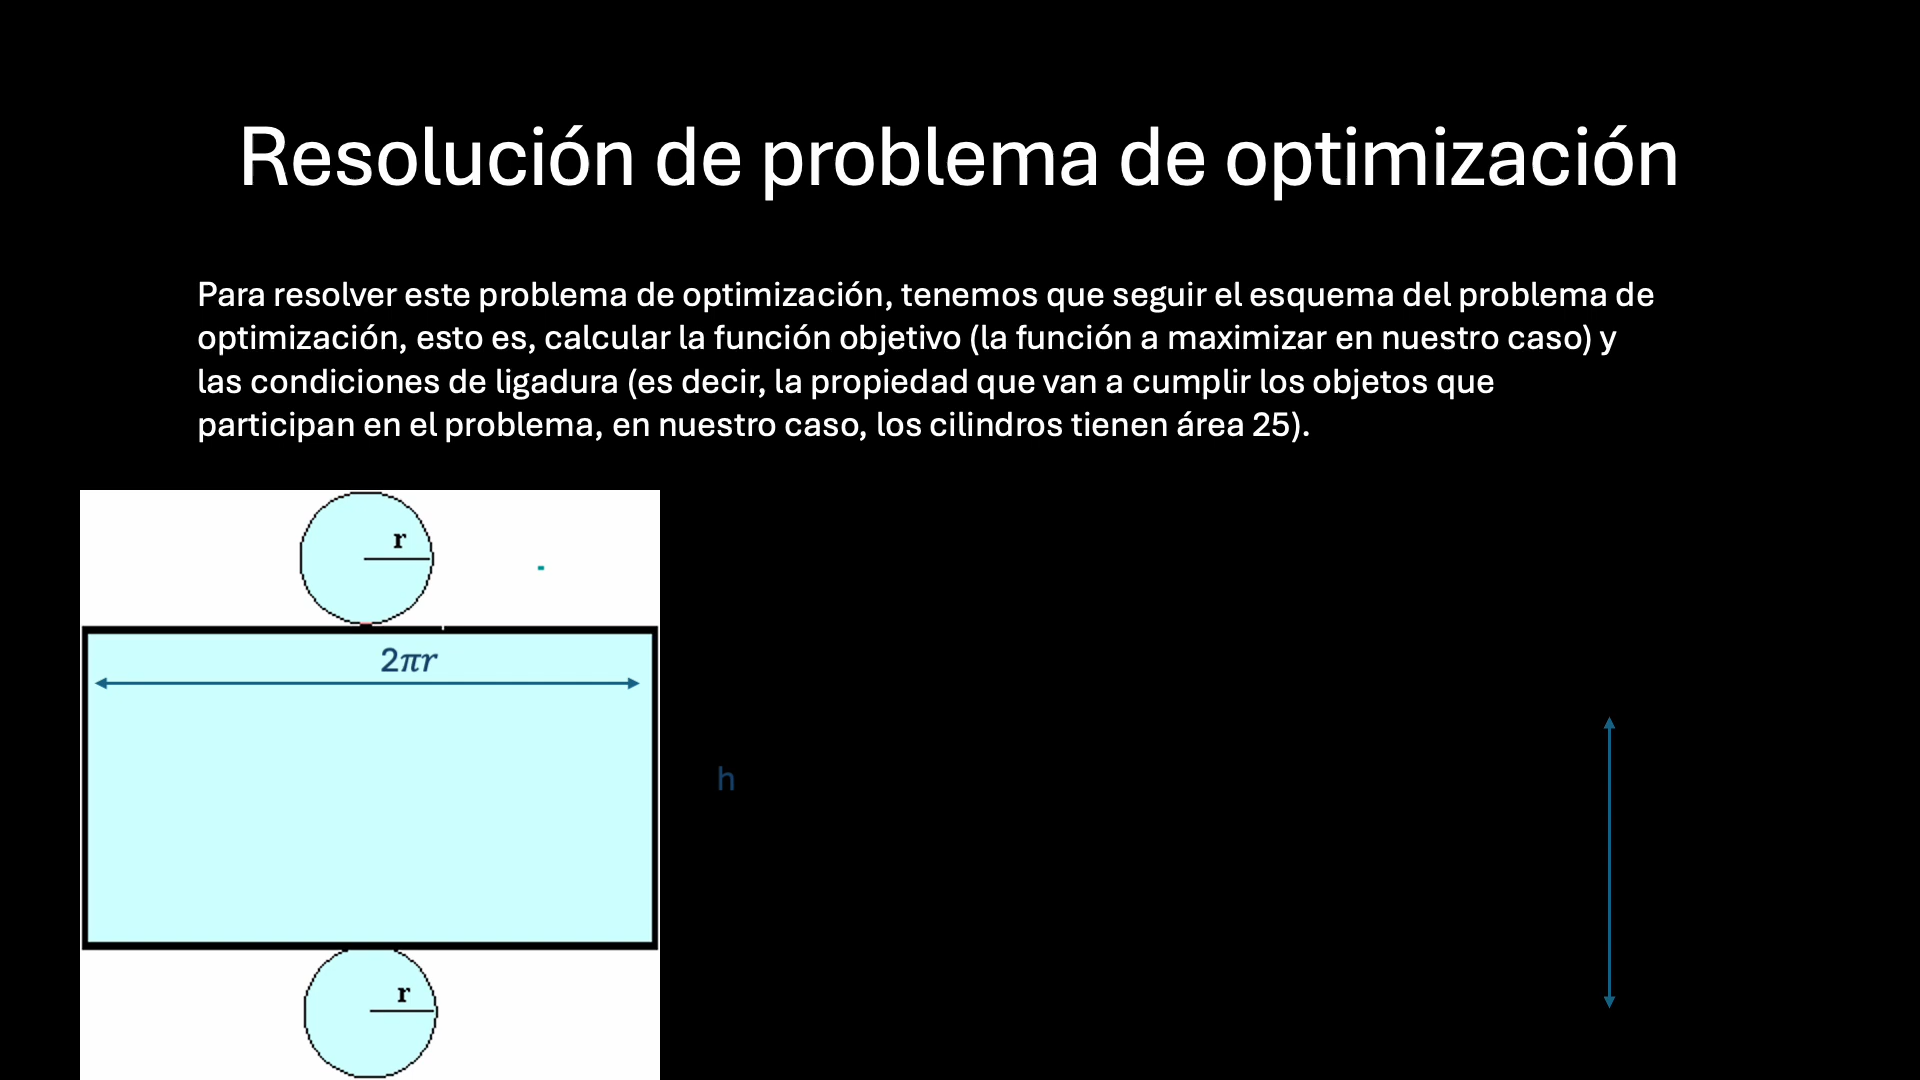 Resolución de problema de optimización
Para resolver este problema de optimización, tenemos que seguir el esquema del problema de
optimización, esto es, calcular la función objetivo (la función a maximizar en nuestro caso) y
las condiciones de ligadura (es decir, la propiedad que van a cumplir los objetos que
participan en el problema, en nuestro caso, los cilindros tienen área 25).
r
2πr
h
r